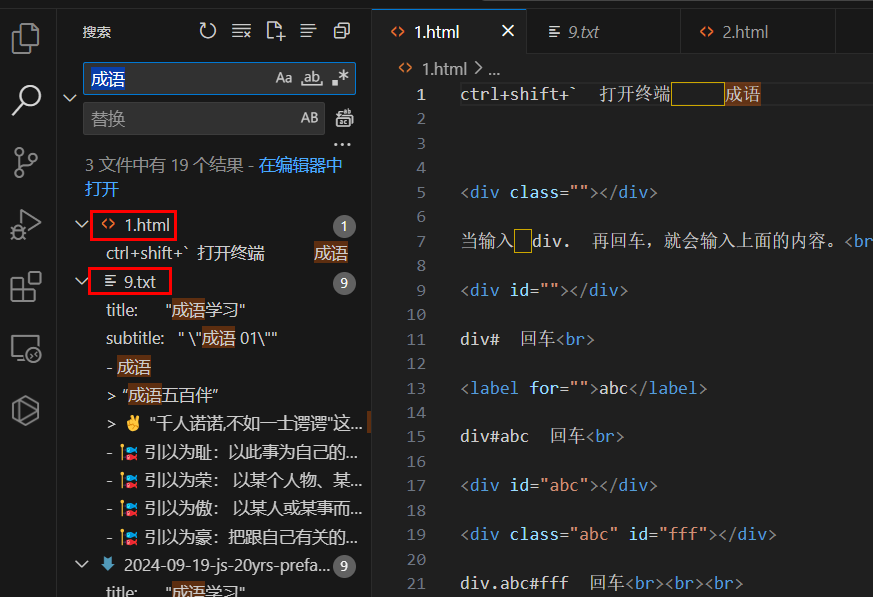 搜索
成语
Aa ab .*
替换
AB
3 文件中有 19 个结果 - 在编辑器中
打开
1.html 1
ctrl+shift+` 打开终端 成语
9.txt 9
title: "成语学习"
subtitle: " \"成语 01\""
- 成语
> "成语五百伴"
> ✌ "千人诺诺,不如一士谔谔"这...
- 🎏 引以为耻：以此事为自己的...
- 🎏 引以为荣： 以某个人物、某...
- 🎏 引以为傲： 以某人或某事而...
- 🎏 引以为豪：把跟自己有关的...
2024-09-19-js-20yrs-prefa... 9
title: "成语学习"
1.html 9.txt 2.html
1.html > ...
1 ctrl+shift+` 打开终端 成语
2
3
4
5 <div class=""></div>
6
7 当输入 div. 再回车，就会输入上面的内容。<br
8
9 <div id=""></div>
10
11 div# 回车<br>
12
13 <label for="">abc</label>
14
15 div#abc 回车<br>
16
17 <div id="abc"></div>
18
19 <div class="abc" id="fff"></div>
20
21 div.abc#fff 回车<br><br><br>